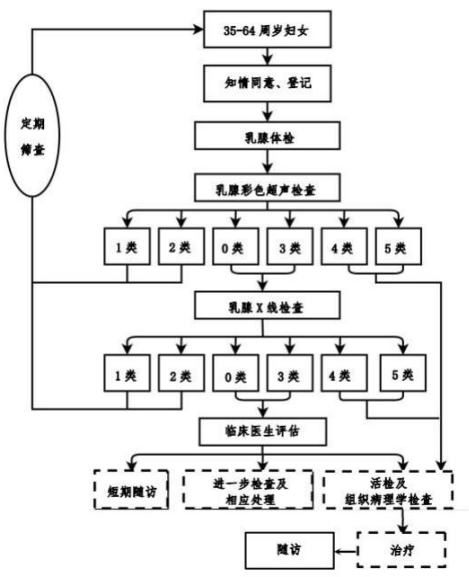 35-64 周岁妇女
知情同意、登记
定期
筛查
乳腺体检
乳腺彩色超声检查
1 类
2 类
0 类
3 类
4 类
5 类
乳腺 X 线检查
1 类
2 类
0 类
3 类
4 类
5 类
临床医生评估
短期随访
进一步检查及
相应处理
活检及
组织病理学检查
随访
治疗